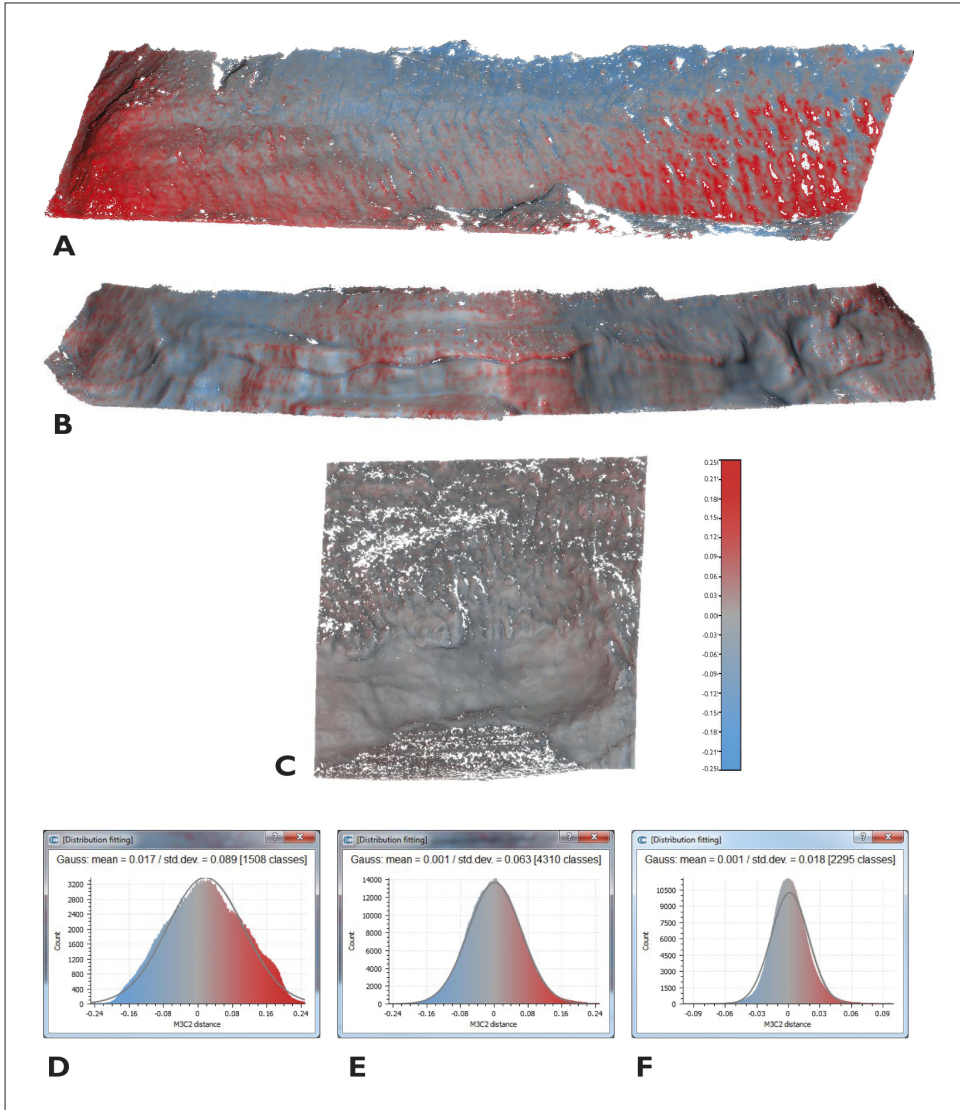 A
B
C
0.25
0.21
0.18
0.15
0.12
0.09
0.06
0.03
0.00
-0.03
-0.06
-0.09
-0.12
-0.15
-0.18
-0.21
-0.25
[Distribution fitting]
Gauss: mean = 0.017 / std.dev. = 0.089 [1508 classes]
3200
2800
2400
2000
1600
1200
800
400
0
Count
-0.24 -0.16 -0.08 0 0.08 0.16 0.24
M3C2 distance
D
[Distribution fitting]
Gauss: mean = 0.001 / std.dev. = 0.063 [4310 classes]
14000
12000
10000
8000
6000
4000
2000
0
Count
-0.24 -0.16 -0.08 0 0.08 0.16 0.24
M3C2 distance
E
[Distribution fitting]
Gauss: mean = 0.001 / std.dev. = 0.018 [2295 classes]
10500
9000
7500
6000
4500
3000
1500
0
Count
-0.09 -0.06 -0.03 0 0.03 0.06 0.09
M3C2 distance
F